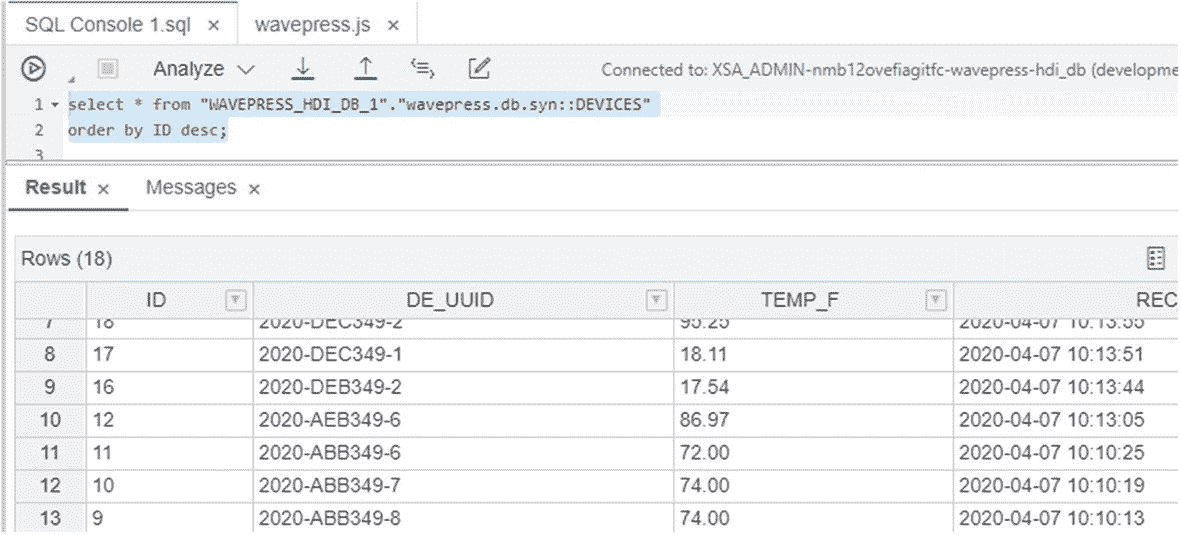 SQL Console 1.sql × wavepress.js ×
Analyze Connected to: XSA_ADMIN-nmb12ovefiagitfc-wavepress-hdi_db (developme
1 select * from "WAVEPRESS_HDI_DB_1"."wavepress.db.syn::DEVICES"
2 order by ID desc;
3
Result × Messages ×
Rows (18)
ID DE_UUID TEMP_F REC
7 18 2020-DEC349-2 95.25 2020-04-07 10:13:55
8 17 2020-DEC349-1 18.11 2020-04-07 10:13:51
9 16 2020-DEB349-2 17.54 2020-04-07 10:13:44
10 12 2020-AEB349-6 86.97 2020-04-07 10:13:05
11 11 2020-ABB349-6 72.00 2020-04-07 10:10:25
12 10 2020-ABB349-7 74.00 2020-04-07 10:10:19
13 9 2020-ABB349-8 74.00 2020-04-07 10:10:13